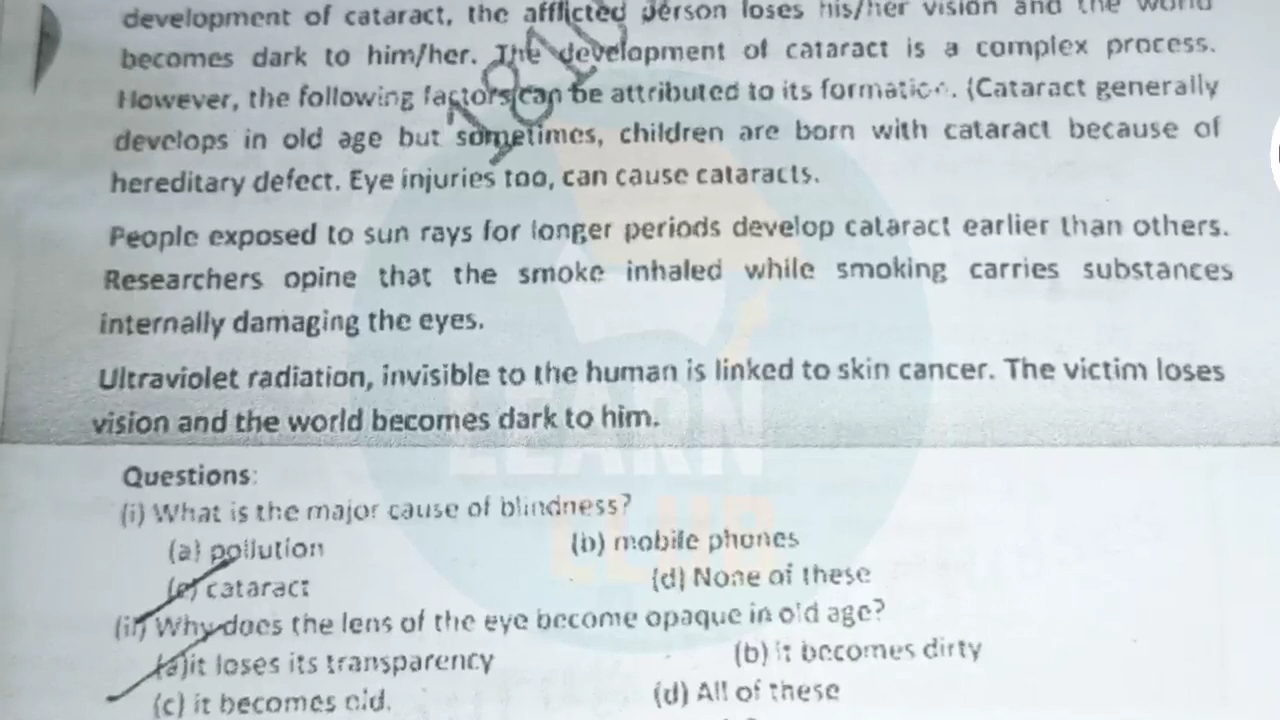 development of cataract, the afflicted person loses his/her vision and the world
becomes dark to him/her. The development of cataract is a complex process.
However, the following factors can be attributed to its formation. (Cataract generally
develops in old age but sometimes, children are born with cataract because of
hereditary defect. Eye injuries too, can cause cataracts.
People exposed to sun rays for longer periods develop cataract earlier than others.
Researchers opine that the smoke inhaled while smoking carries substances
internally damaging the eyes.
Ultraviolet radiation, invisible to the human is linked to skin cancer. The victim loses
vision and the world becomes dark to him.
LEARN
CLUB
Questions:
(i) What is the major cause of blindness?
(a) pollution (b) mobile phones
(c) cataract (d) None of these
(ii) Why does the lens of the eye become opaque in old age?
(a)it loses its transparency (b) it becomes dirty
(c) it becomes old. (d) All of these